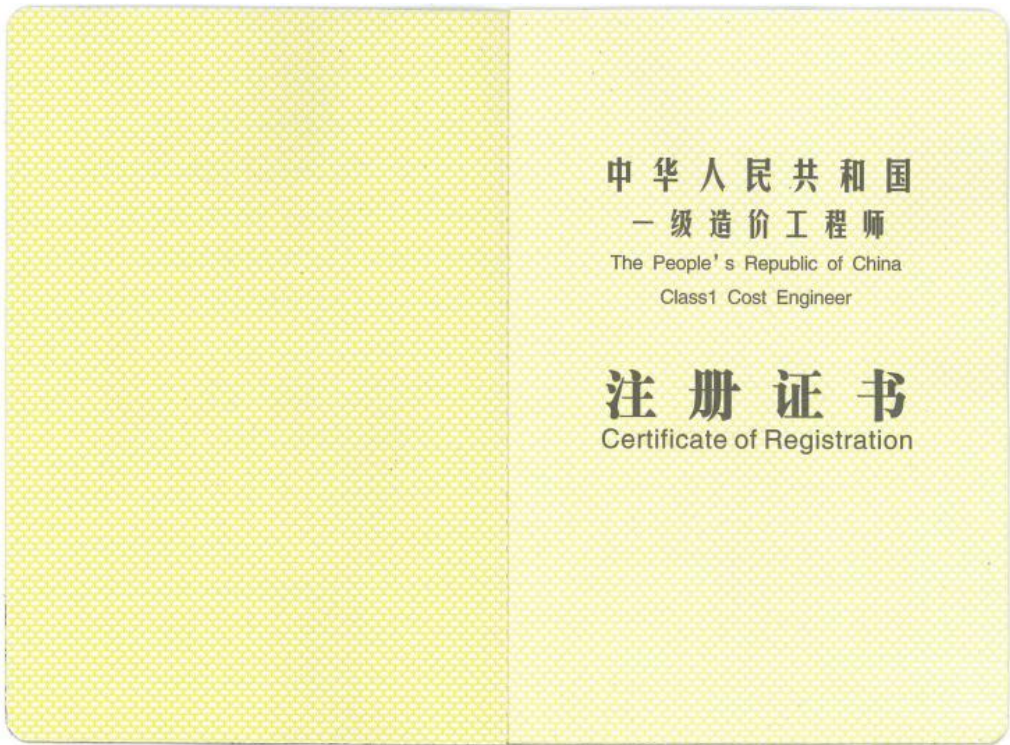 中华人民共和国
一级造价工程师
The People's Republic of China
Class1 Cost Engineer
注册证书
Certificate of Registration